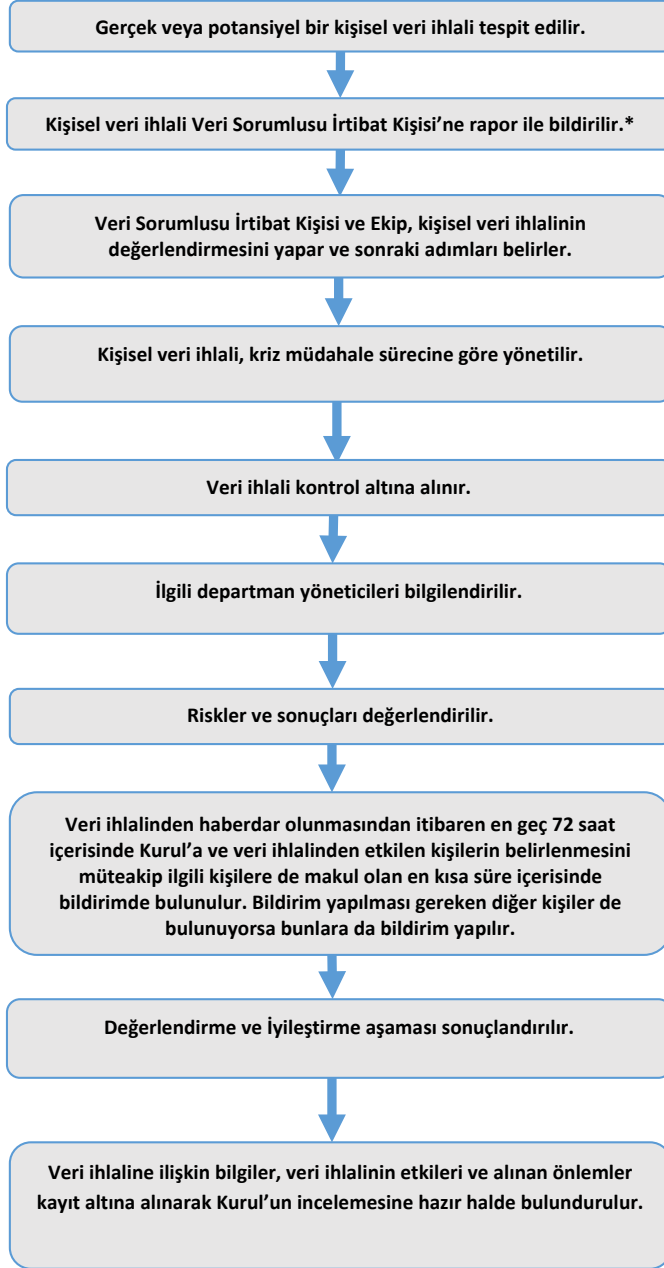 Gerçek veya potansiyel bir kişisel veri ihlali tespit edilir.
Kişisel veri ihlali Veri Sorumlusu İrtibat Kişisi’ne rapor ile bildirilir.*
Veri Sorumlusu İrtibat Kişisi ve Ekip, kişisel veri ihlalinin
değerlendirmesini yapar ve sonraki adımları belirler.
Kişisel veri ihlali, kriz müdahale sürecine göre yönetilir.
Veri ihlali kontrol altına alınır.
İlgili departman yöneticileri bilgilendirilir.
Riskler ve sonuçları değerlendirilir.
Veri ihlalinden haberdar olunmasından itibaren en geç 72 saat
içerisinde Kurul’a ve veri ihlalinden etkilen kişilerin belirlenmesini
müteakip ilgili kişilere de makul olan en kısa süre içerisinde
bildirimde bulunulur. Bildirim yapılması gereken diğer kişiler de
bulunuyorsa bunlara da bildirim yapılır.
Değerlendirme ve İyileştirme aşaması sonuçlandırılır.
Veri ihlaline ilişkin bilgiler, veri ihlalinin etkileri ve alınan önlemler
kayıt altına alınarak Kurul’un incelemesine hazır halde bulundurulur.